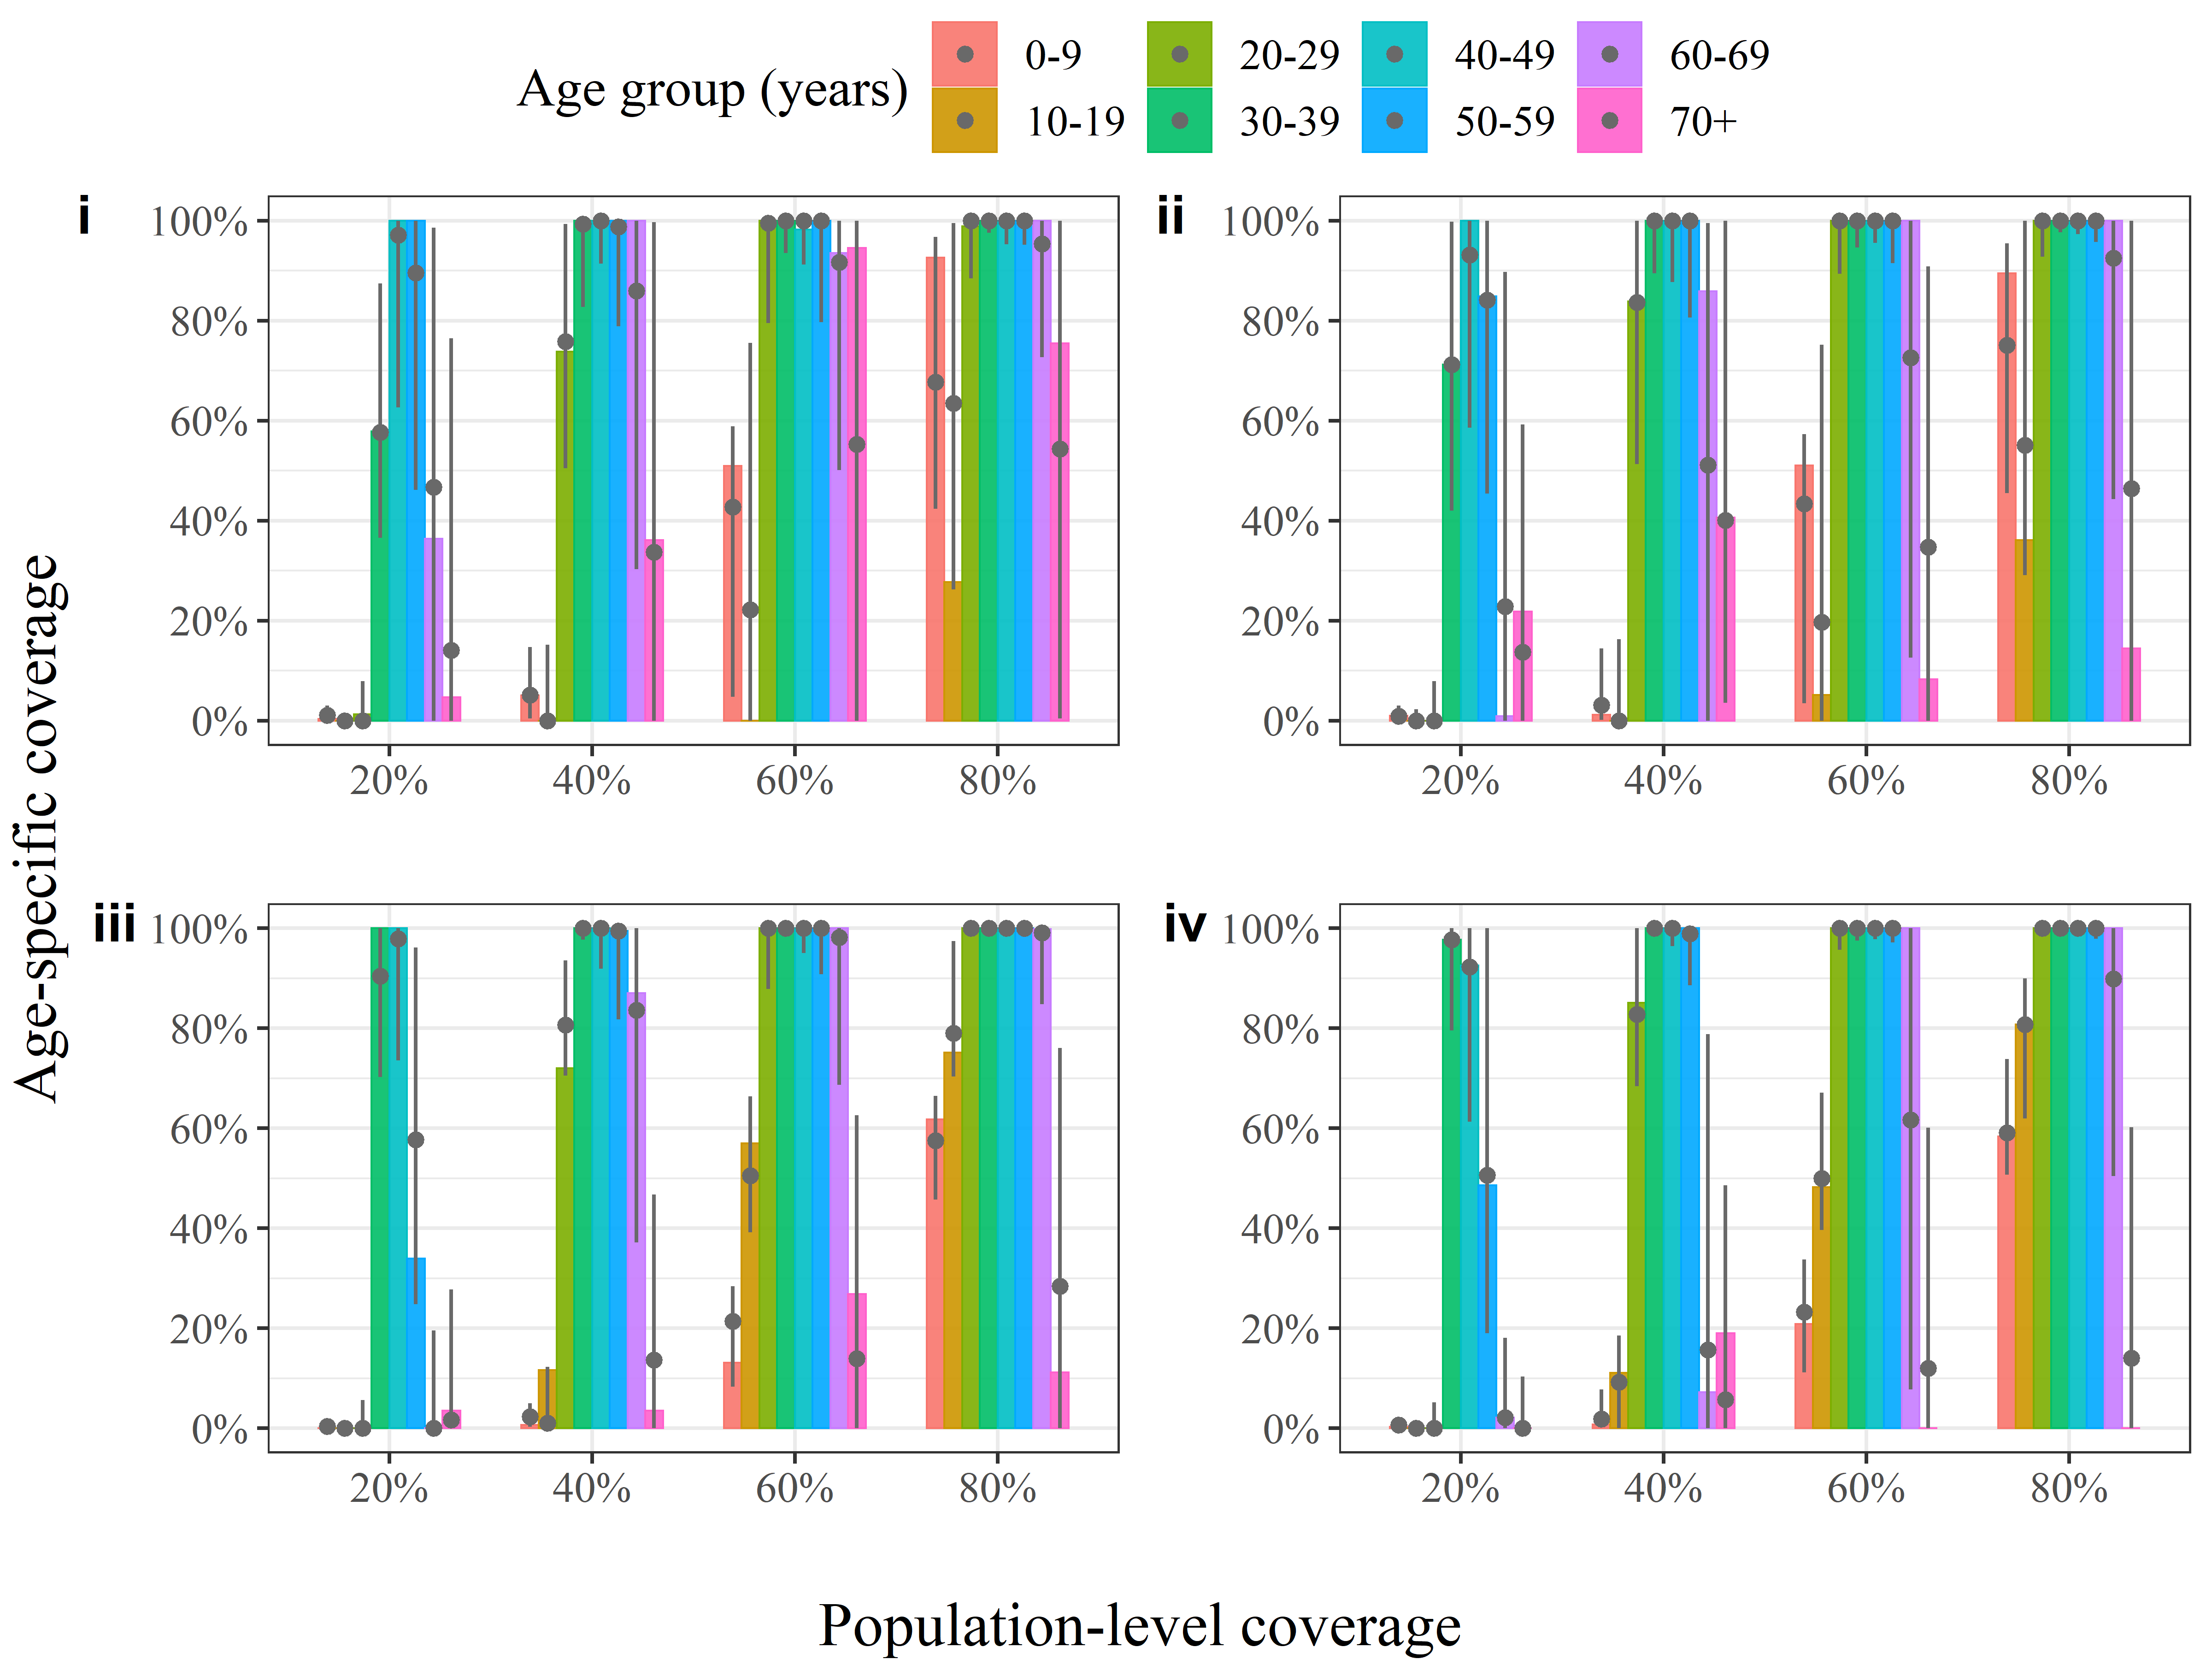 Age group (years)
0-9 20-29 40-49 60-69
10-19 30-39 50-59 70+
i ii
100% 100%
80% 80%
60% 60%
40% 40%
20% 20%
0% 0%
20% 40% 60% 80% 20% 40% 60% 80%
Age-specific coverage
iii iv
100% 100%
80% 80%
60% 60%
40% 40%
20% 20%
0% 0%
20% 40% 60% 80% 20% 40% 60% 80%
Population-level coverage